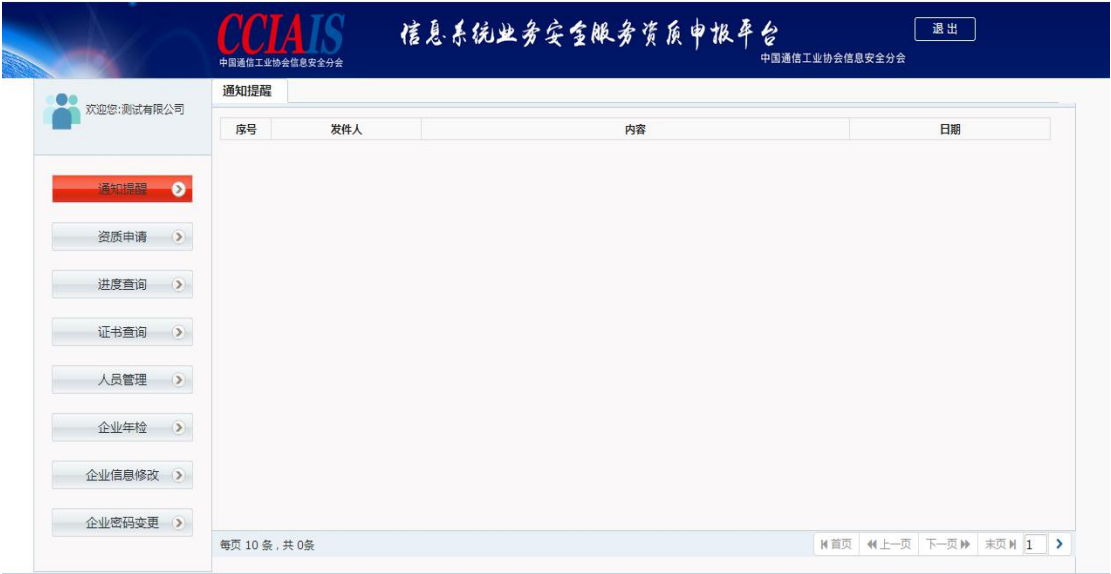 CCIAIS
中国通信工业协会信息安全分会
信息系统业务安全服务资质申报平台
中国通信工业协会信息安全分会
退出
欢迎您:测试有限公司
通知提醒
序号 发件人 内容 日期
通知提醒
资质申请
进度查询
证书查询
人员管理
企业年检
企业信息修改
企业密码变更
每页 10 条 , 共 0条
首页 上一页 下一页 末页 1